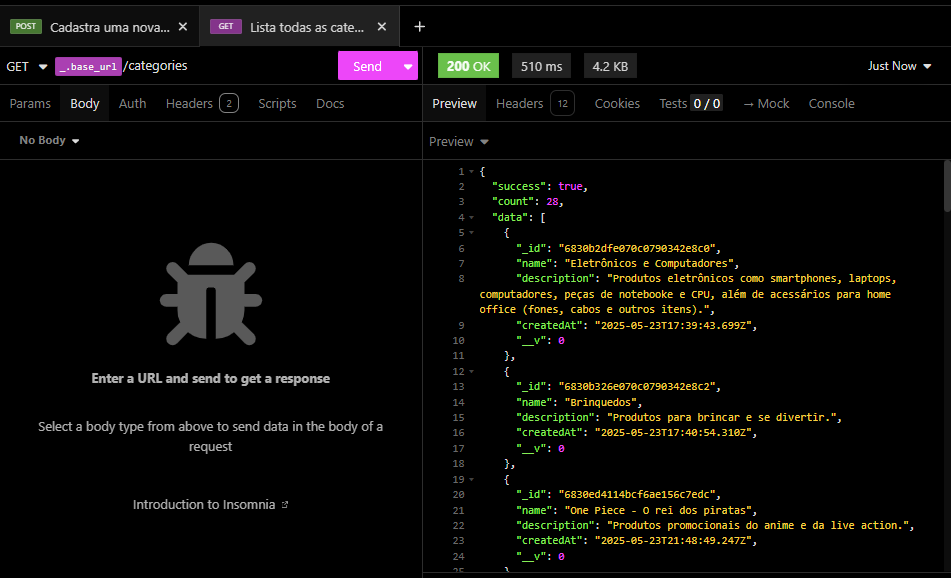 POST Cadastra uma nova... ✕ GET Lista todas as cate... ✕ +
GET _.base_url/categories Send 200 OK 510 ms 4.2 KB Just Now
Params Body Auth Headers 2 Scripts Docs
Preview Headers 12 Cookies Tests 0 / 0 → Mock Console
No Body
Enter a URL and send to get a response
Select a body type from above to send data in the body of a
request
Introduction to Insomnia
Preview
1 {
2 "success": true,
3 "count": 28,
4 "data": [
5 {
6 "_id": "6830b2dfe070c0790342e8c0",
7 "name": "Eletrônicos e Computadores",
8 "description": "Produtos eletrônicos como smartphones, laptops,
computadores, peças de notebooke e CPU, além de acessários para home
office (fones, cabos e outros itens).",
9 "createdAt": "2025-05-23T17:39:43.699Z",
10 "__v": 0
11 },
12 {
13 "_id": "6830b326e070c0790342e8c2",
14 "name": "Brinquedos",
15 "description": "Produtos para brincar e se divertir.",
16 "createdAt": "2025-05-23T17:40:54.310Z",
17 "__v": 0
18 },
19 {
20 "_id": "6830ed4114bcf6ae156c7edc",
21 "name": "One Piece - O rei dos piratas",
22 "description": "Produtos promocionais do anime e da live action.",
23 "createdAt": "2025-05-23T21:48:49.247Z",
24 "__v": 0
25 }